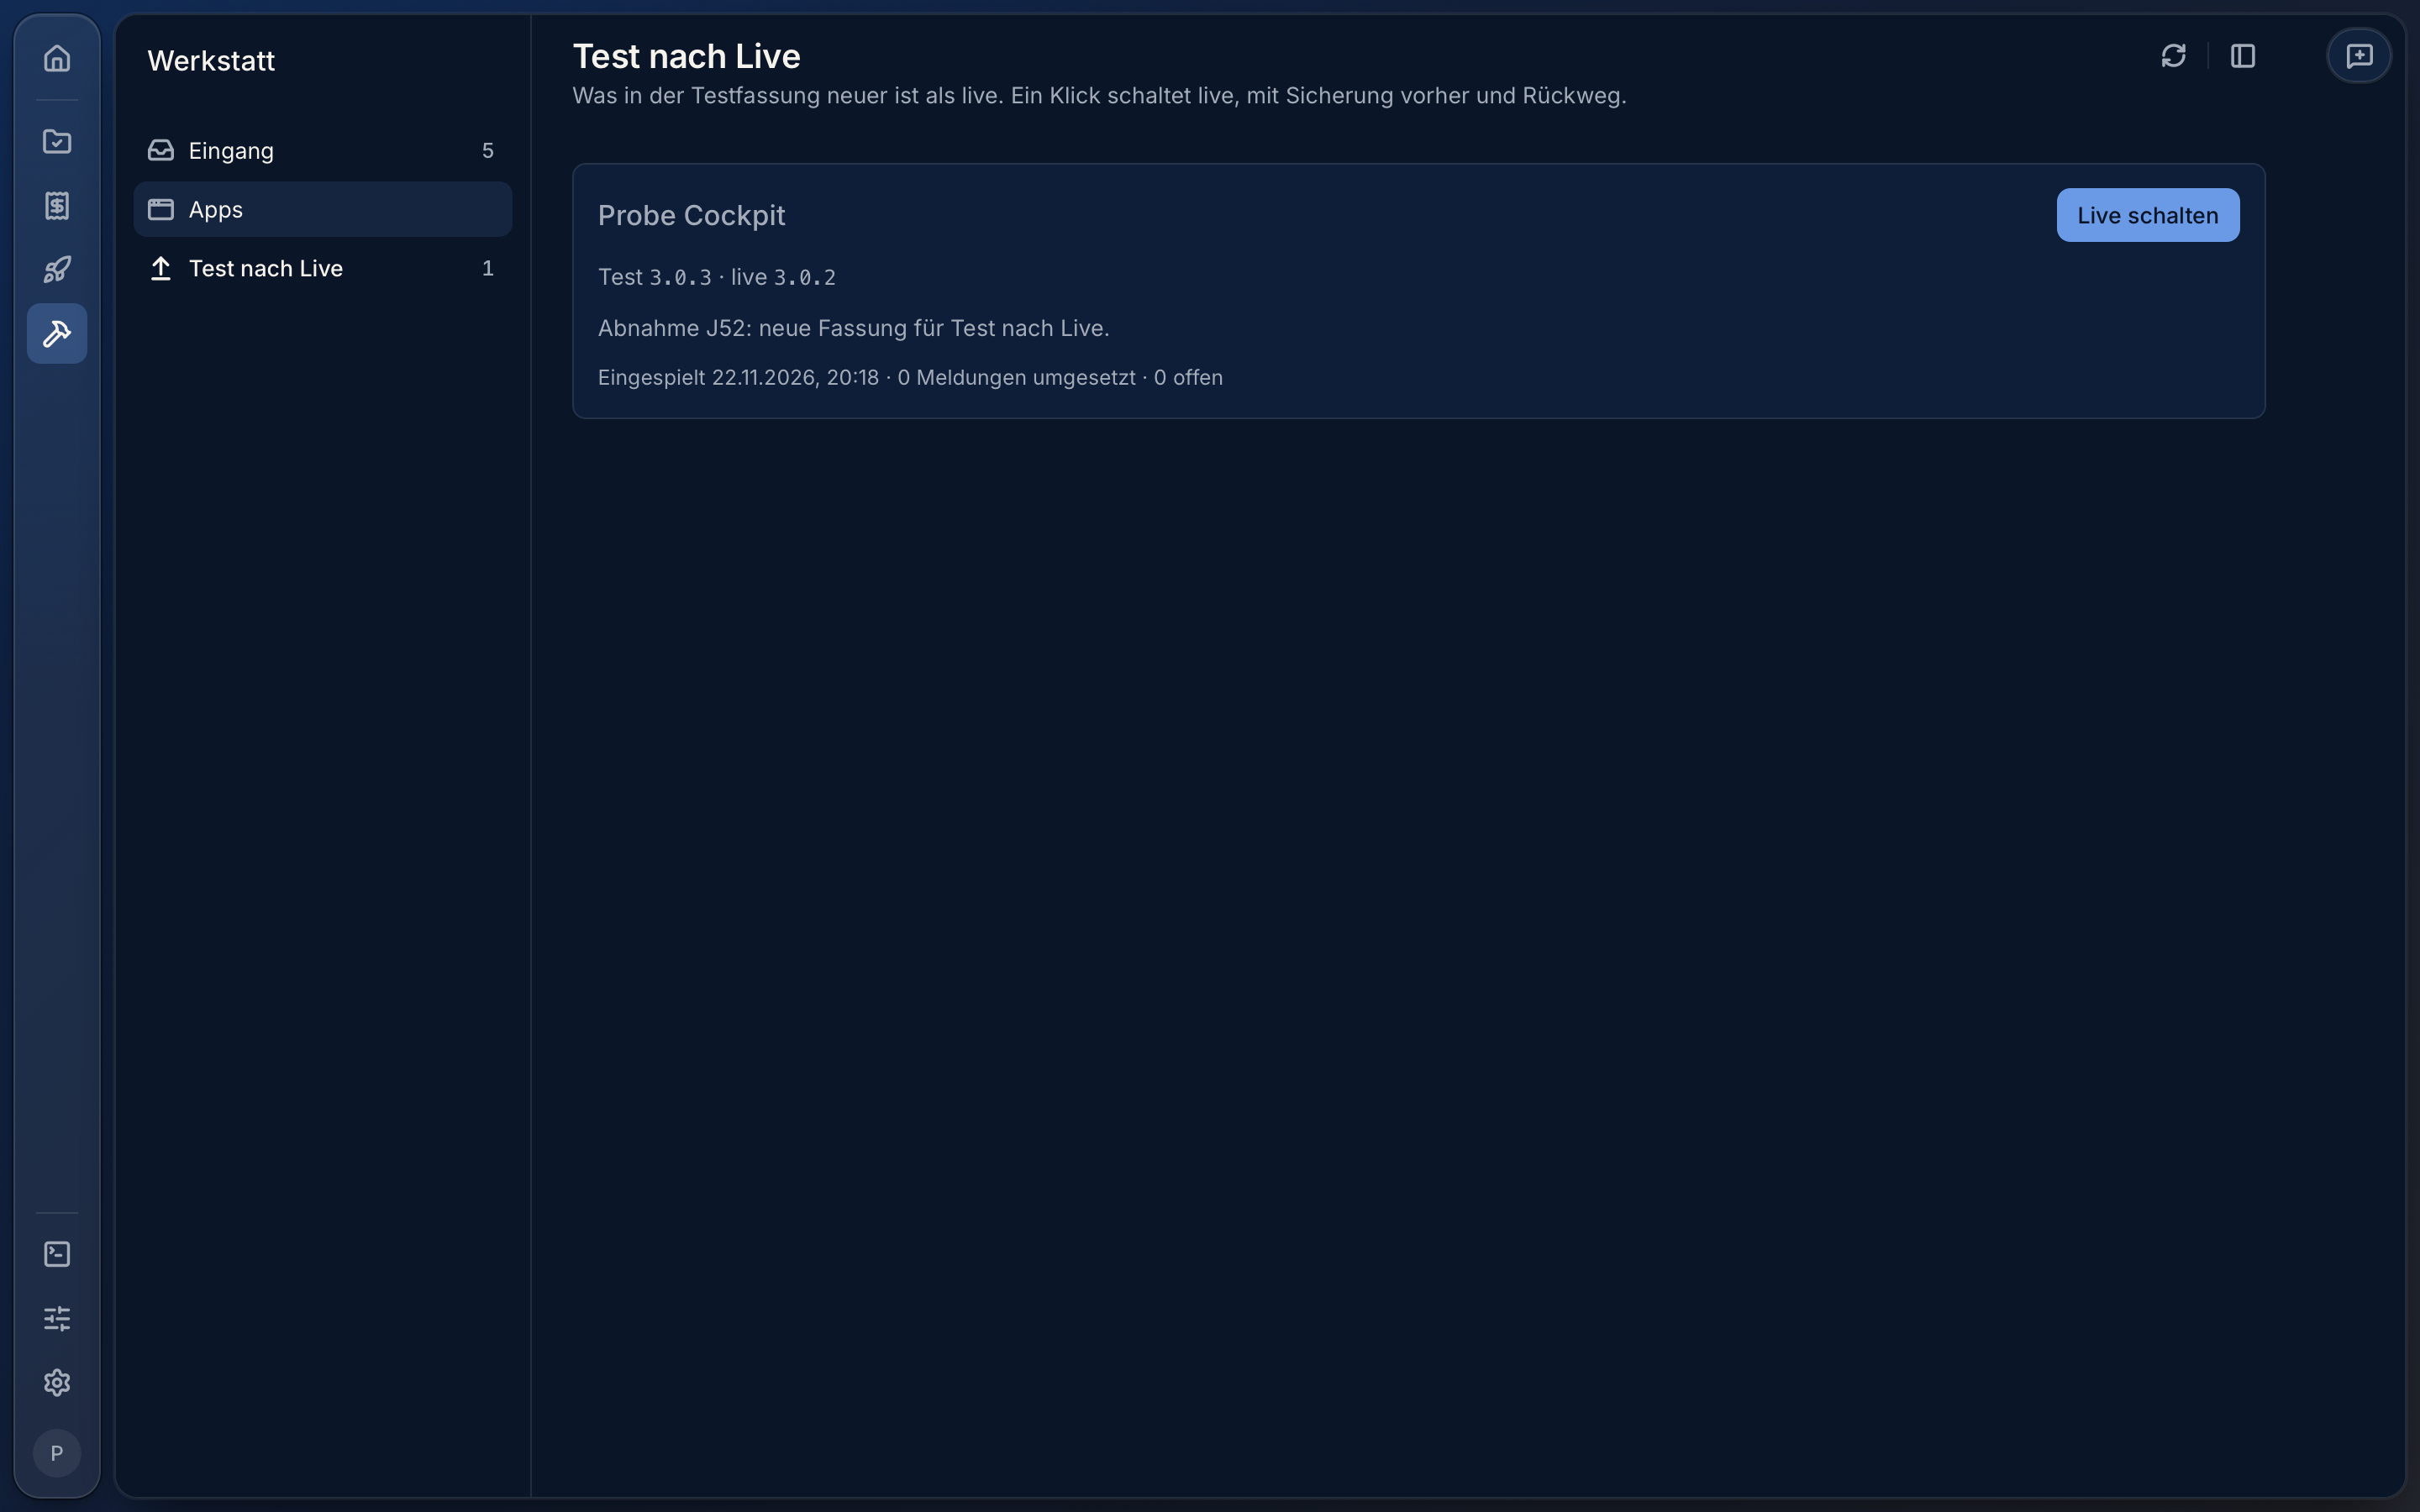 Werkstatt
Eingang 5
Apps
Test nach Live 1
P
Test nach Live
Was in der Testfassung neuer ist als live. Ein Klick schaltet live, mit Sicherung vorher und Rückweg.
Probe Cockpit
Live schalten
Test 3.0.3 · live 3.0.2
Abnahme J52: neue Fassung für Test nach Live.
Eingespielt 22.11.2026, 20:18 · 0 Meldungen umgesetzt · 0 offen